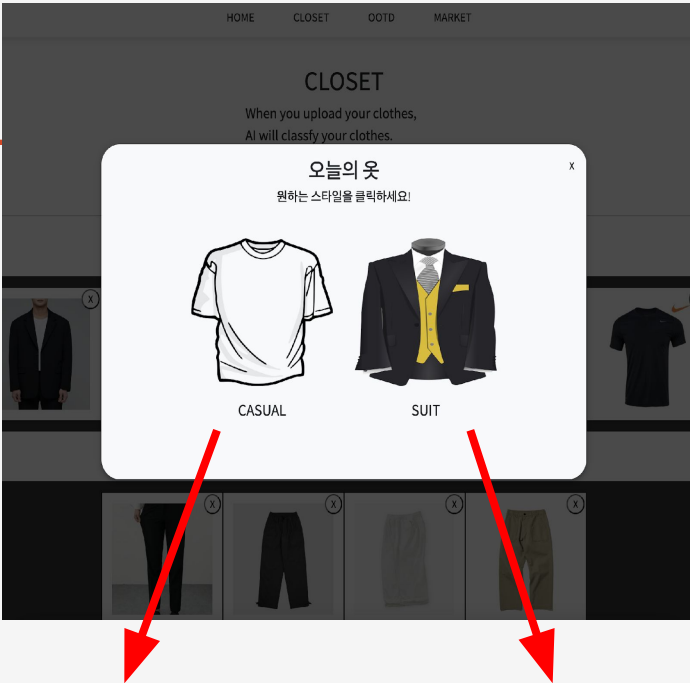 HOME CLOSET OOTD MARKET
CLOSET
When you upload your clothes,
AI will classfy your clothes.
오늘의 옷
X
원하는 스타일을 클릭하세요!
X
CASUAL SUIT
X X X X